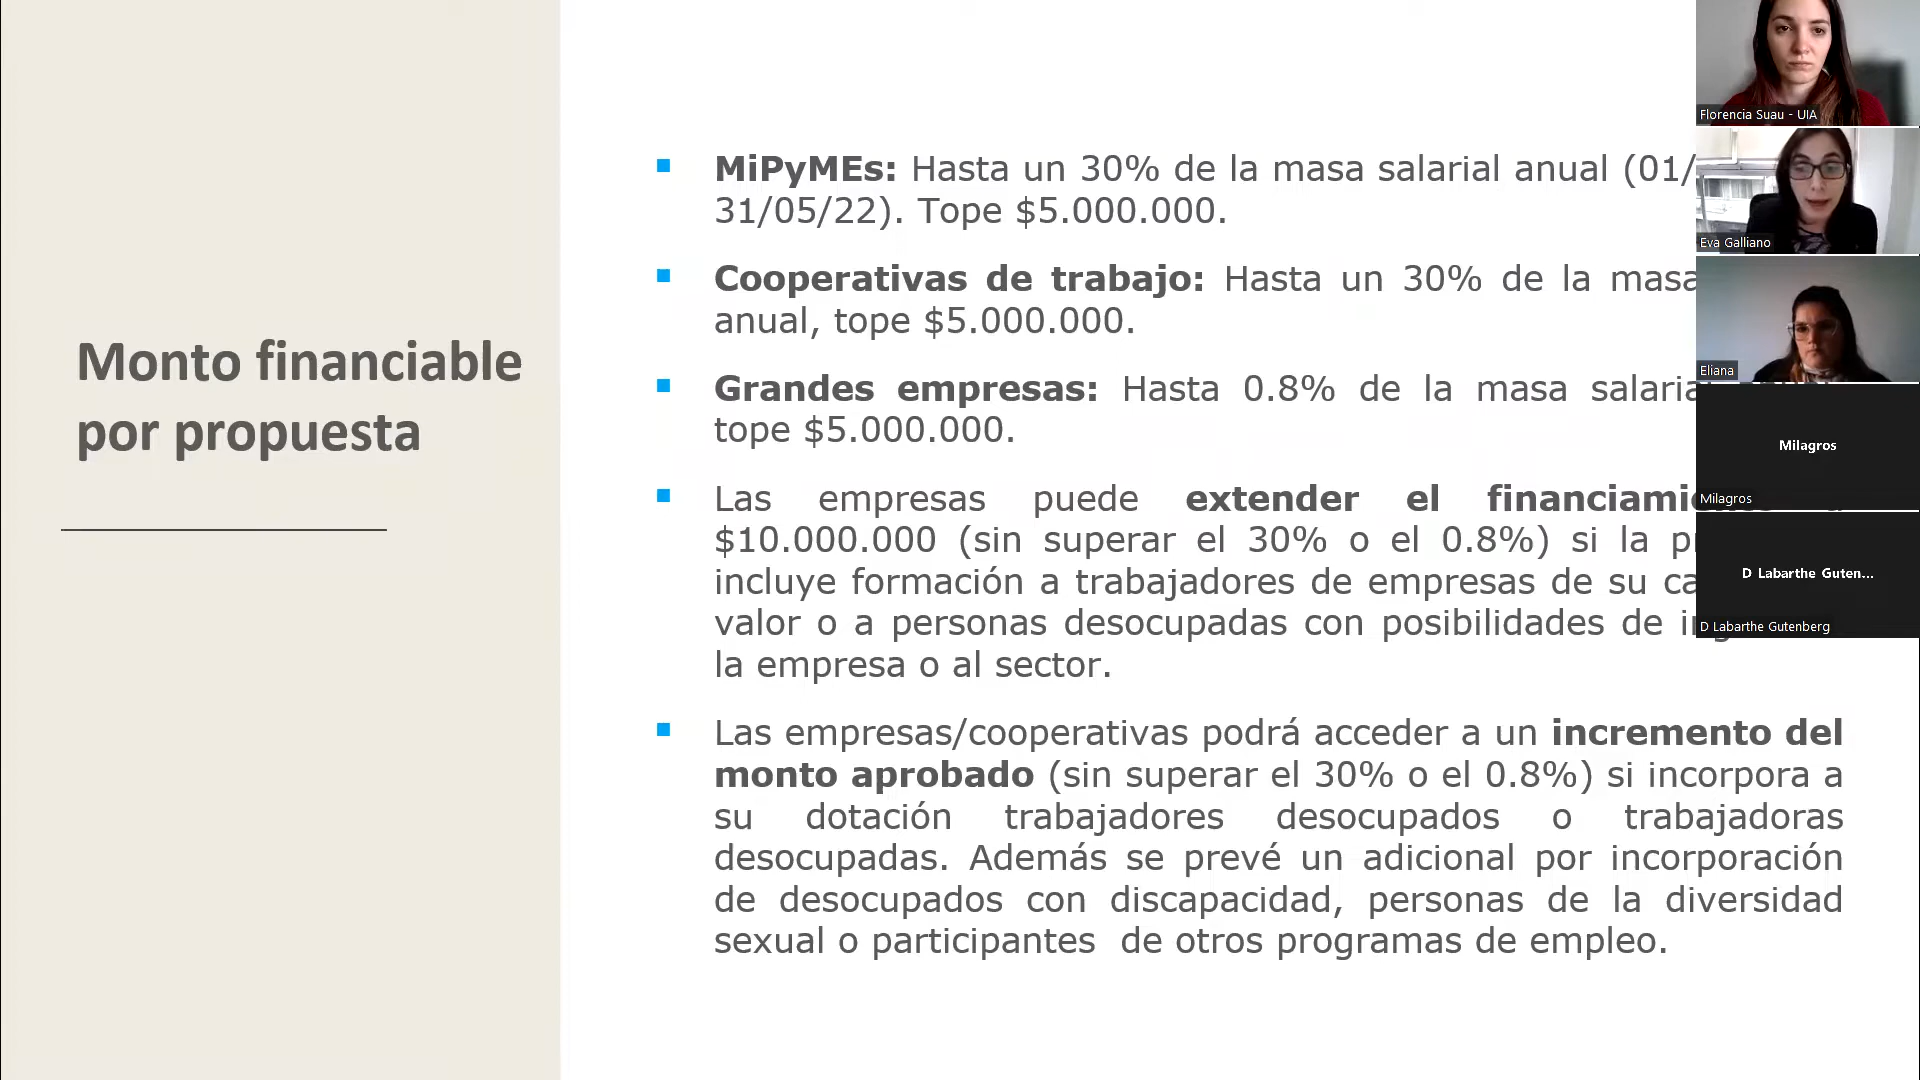 Monto financiable
por propuesta
MiPyMEs: Hasta un 30% de la masa salarial anual (01/
31/05/22). Tope $5.000.000.
Cooperativas de trabajo: Hasta un 30% de la masa
anual, tope $5.000.000.
Grandes empresas: Hasta 0.8% de la masa
tope $5.000.000.
Las empresas puede extender el
$10.000.000 (sin superar el 30% o el 0.8%) si la
incluye formación a trabajadores de empresas de su
valor o a personas desocupadas con posibilidades de
la empresa o al sector.
Las empresas/cooperativas podrá acceder a un incremento del
monto aprobado (sin superar el 30% o el 0.8%) si incorpora a
su dotación trabajadores desocupados o trabajadoras
desocupadas. Además se prevé un adicional por incorporación
de desocupados con discapacidad, personas de la diversidad
sexual o participantes de otros programas de empleo.
Florencia Suau - UIA
Eva Galliano
Eliana
Milagros
Milagros
D Labarthe Guten...
D Labarthe Gutenberg